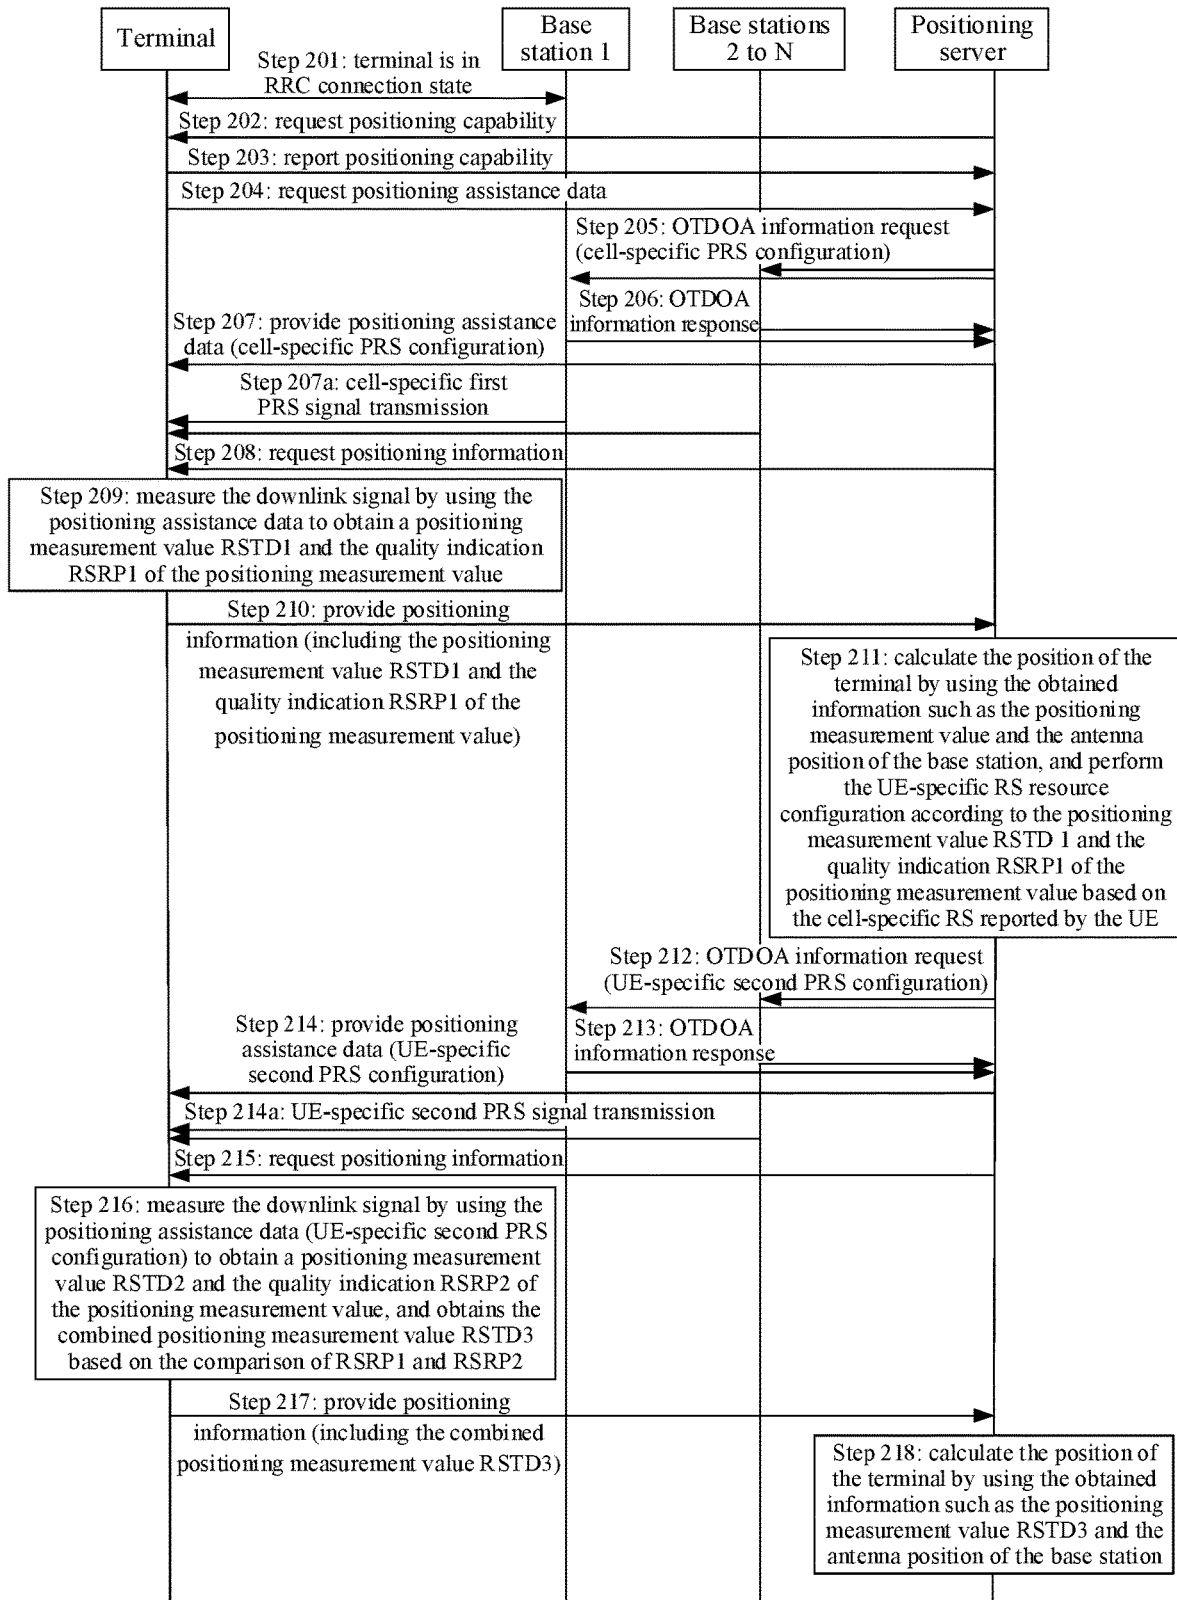 Terminal
Base
station 1
Base stations
2 to N
Positioning
server
Step 201: terminal is in
RRC connection state
Step 202: request positioning capability
Step 203: report positioning capability
Step 204: request positioning assistance data
Step 205: OTDOA information request
(cell-specific PRS configuration)
Step 206: OTDOA
information response
Step 207: provide positioning assistance
data (cell-specific PRS configuration)
Step 207a: cell-specific first
PRS signal transmission
Step 208: request positioning information
Step 209: measure the downlink signal by using the
positioning assistance data to obtain a positioning
measurement value RSTD1 and the quality indication
RSRP1 of the positioning measurement value
Step 210: provide positioning
information (including the positioning
measurement value RSTD1 and the
quality indication RSRP1 of the
positioning measurement value)
Step 211: calculate the position of the
terminal by using the obtained
information such as the positioning
measurement value and the antenna
position of the base station, and perform
the UE-specific RS resource
configuration according to the positioning
measurement value RSTD 1 and the
quality indication RSRP1 of the
positioning measurement value based on
the cell-specific RS reported by the UE
Step 212: OTDOA information request
(UE-specific second PRS configuration)
Step 213: OTDOA
information response
Step 214: provide positioning
assistance data (UE-specific
second PRS configuration)
Step 214a: UE-specific second PRS signal transmission
Step 215: request positioning information
Step 216: measure the downlink signal by using the
positioning assistance data (UE-specific second PRS
configuration) to obtain a positioning measurement
value RSTD2 and the quality indication RSRP2 of
the positioning measurement value, and obtains the
combined positioning measurement value RSTD3
based on the comparison of RSRP1 and RSRP2
Step 217: provide positioning
information (including the combined
positioning measurement value RSTD3)
Step 218: calculate the position of
the terminal by using the obtained
information such as the positioning
measurement value RSTD3 and the
antenna position of the base station